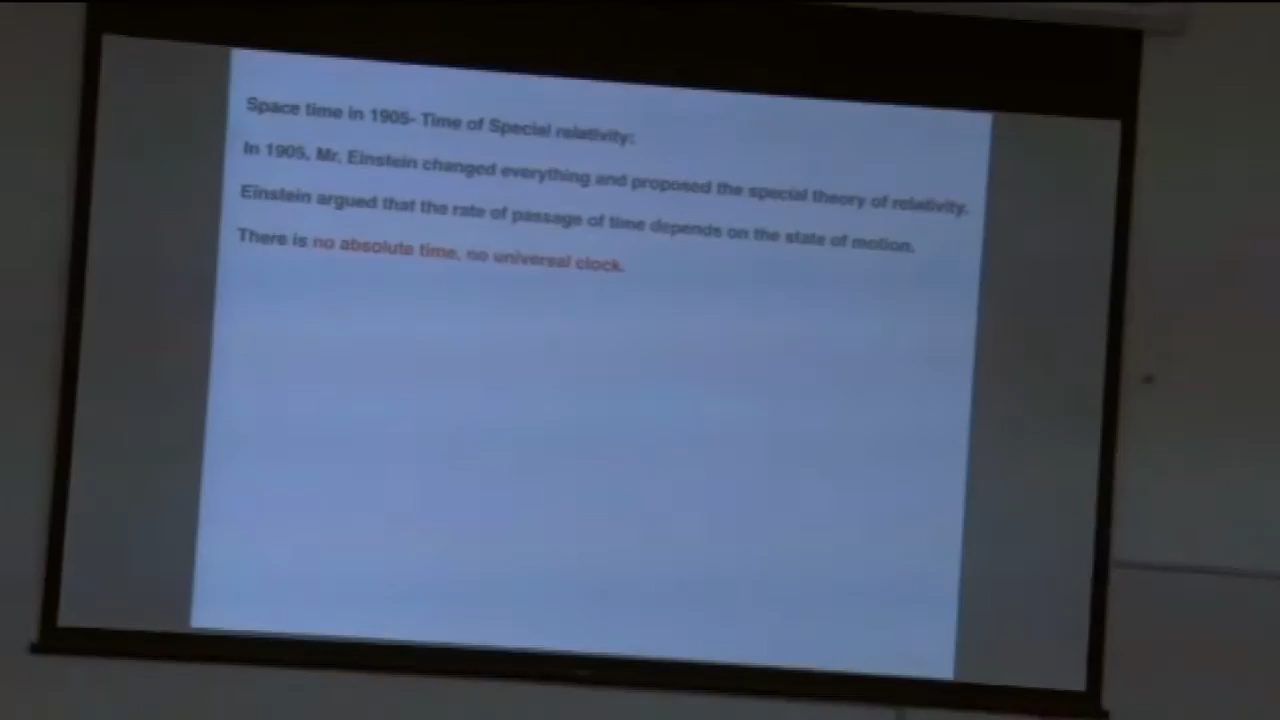 Space time in 1905- Time of Special relativity:
In 1905, Mr. Einstein changed everything and proposed the special theory of relativity.
Einstein argued that the rate of passage of time depends on the state of motion.
There is no absolute time, no universal clock.